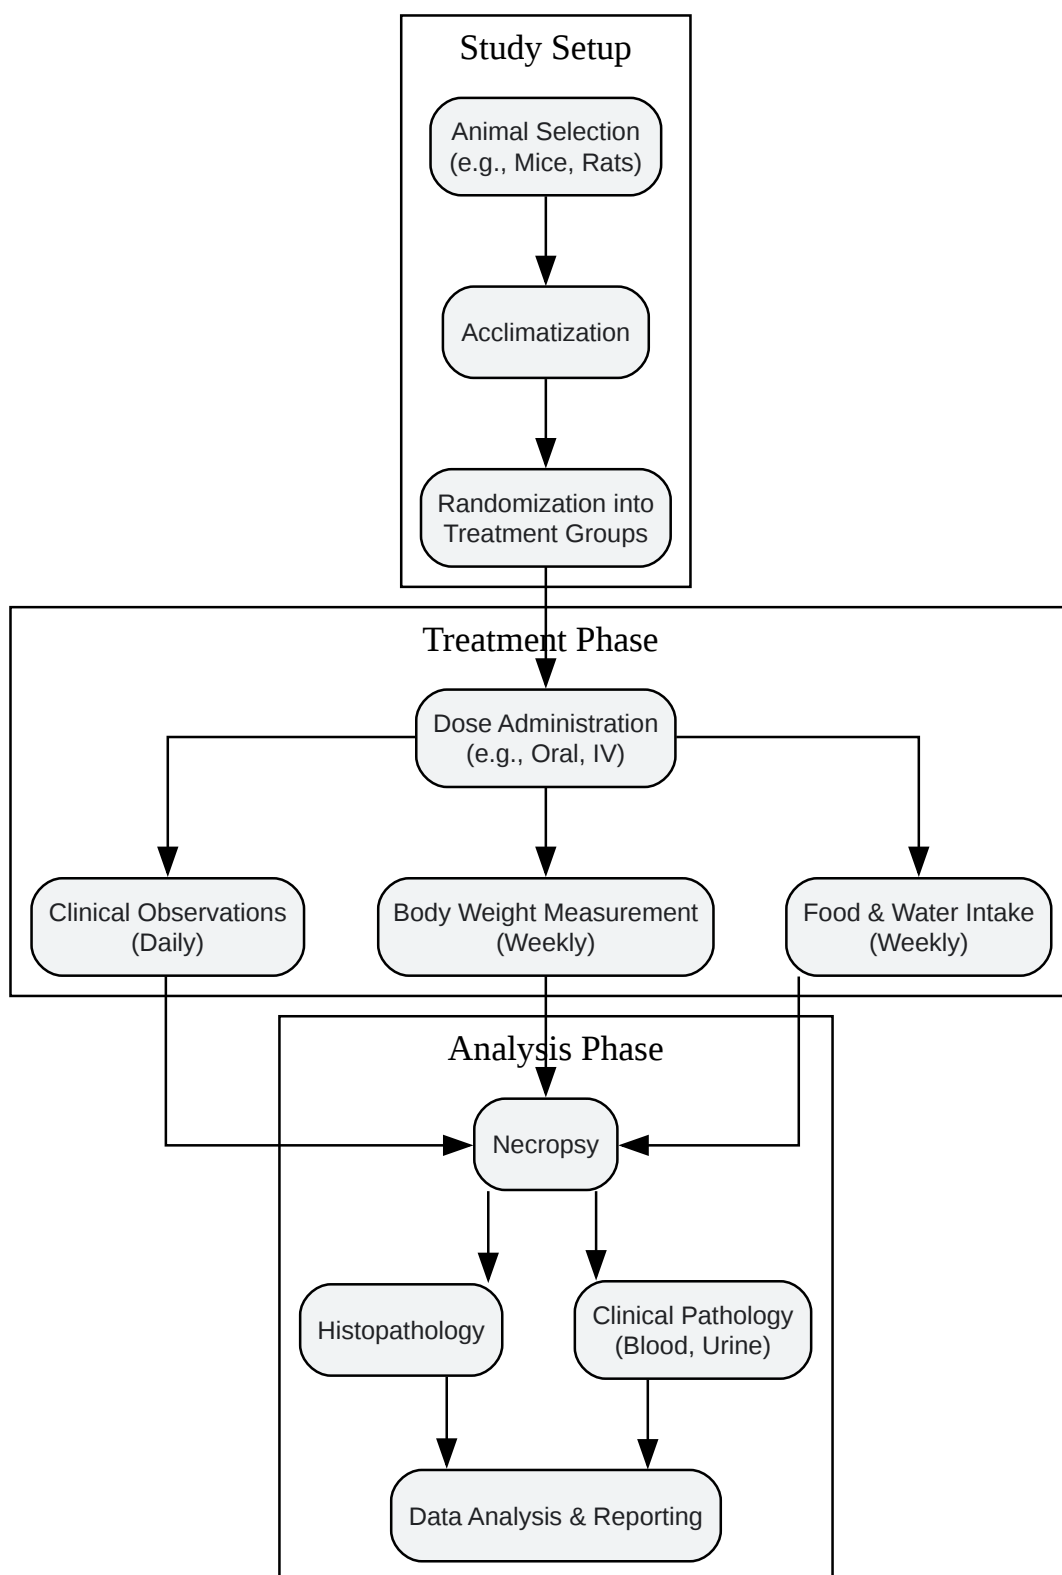 Study Setup
Animal Selection
(e.g., Mice, Rats)
Acclimatization
Randomization into
Treatment Groups
Treatment Phase
Dose Administration
(e.g., Oral, IV)
Clinical Observations
(Daily)
Body Weight Measurement
(Weekly)
Food & Water Intake
(Weekly)
Analysis Phase
Necropsy
Histopathology
Clinical Pathology
(Blood, Urine)
Data Analysis & Reporting